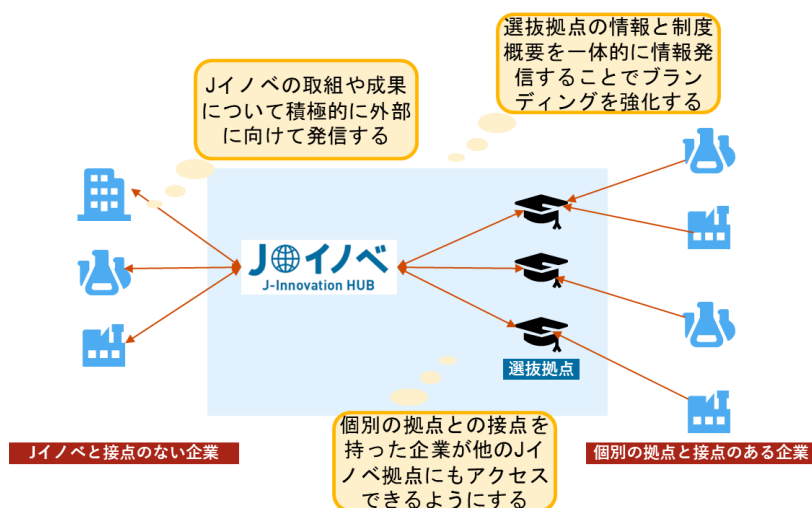 Jイノベの取組や成果
について積極的に外部
に向けて発信する
選抜拠点の情報と制度
概要を一体的に情報発
信することでブラン
ディングを強化する
Jイノベ
J-Innovation HUB
選抜拠点
Jイノベと接点のない企業
個別の拠点との接点を
持った企業が他のJイ
ノベ拠点にもアクセス
できるようにする
個別の拠点と接点のある企業